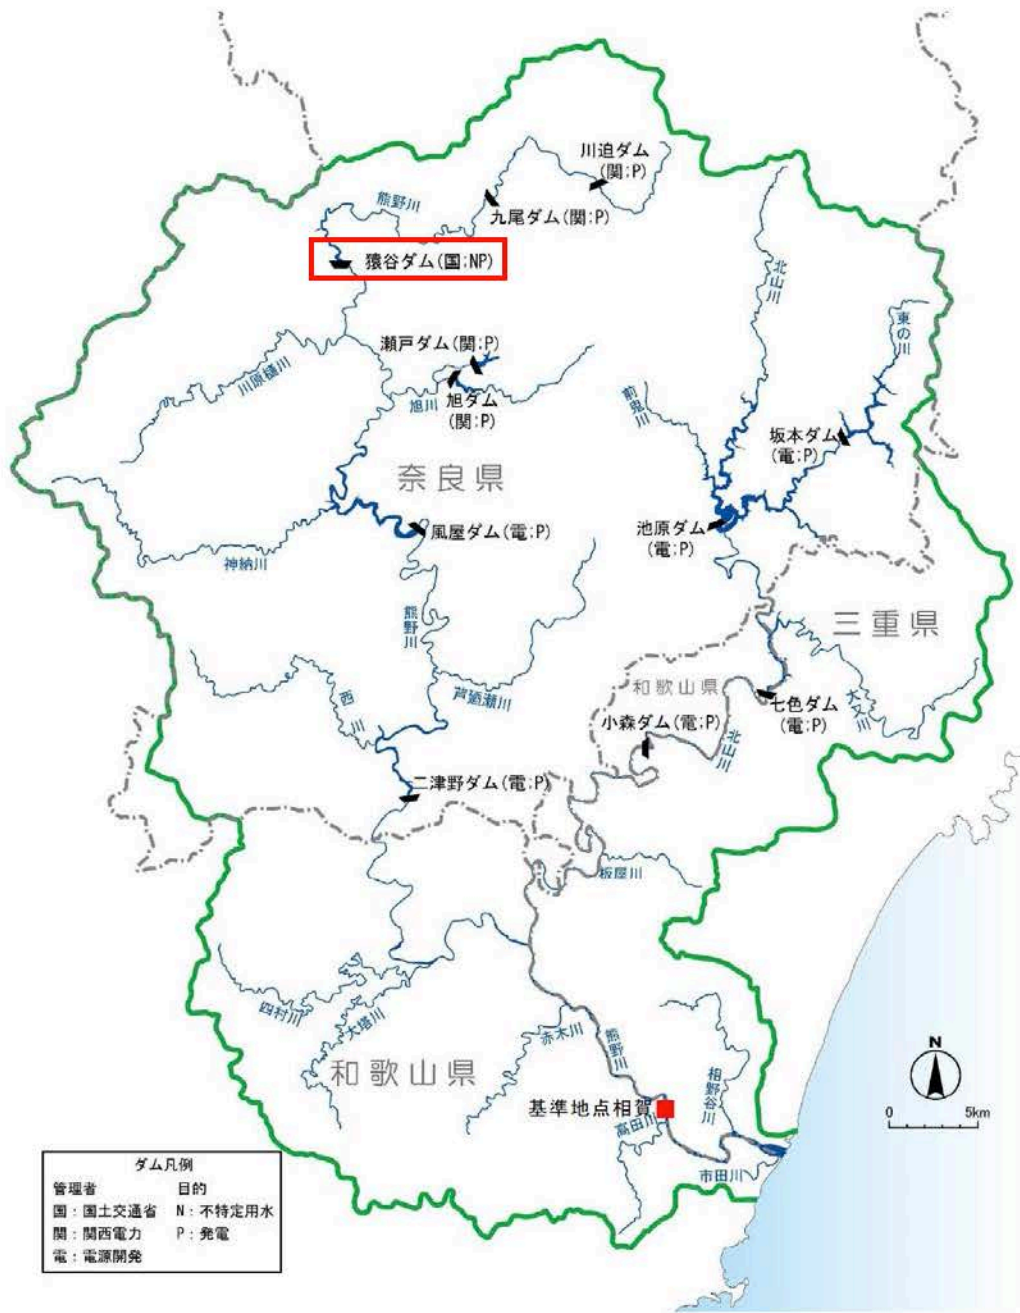 川迫ダム
(関;P)
熊野川
九尾ダム(関;P)
猿谷ダム(国;NP)
北山川
東の川
瀬戸ダム(関;P)
川原樋川
旭川
旭ダム
(関;P)
前鬼川
坂本ダム
(電;P)
奈良県
風屋ダム(電;P)
池原ダム
(電;P)
神納川
熊野川
三重県
和歌山県
七色ダム
(電;P)
大又川
西川
芦廼瀬川
小森ダム(電;P)
北山川
二津野ダム(電;P)
板屋川
四村川
大塔川
赤木川
熊野川
相野谷川
和歌山県
基準地点相賀
高田川
市田川
N
0 5km
ダム凡例
管理者 目的
国：国土交通省 N：不特定用水
関：関西電力 P：発電
電：電源開発